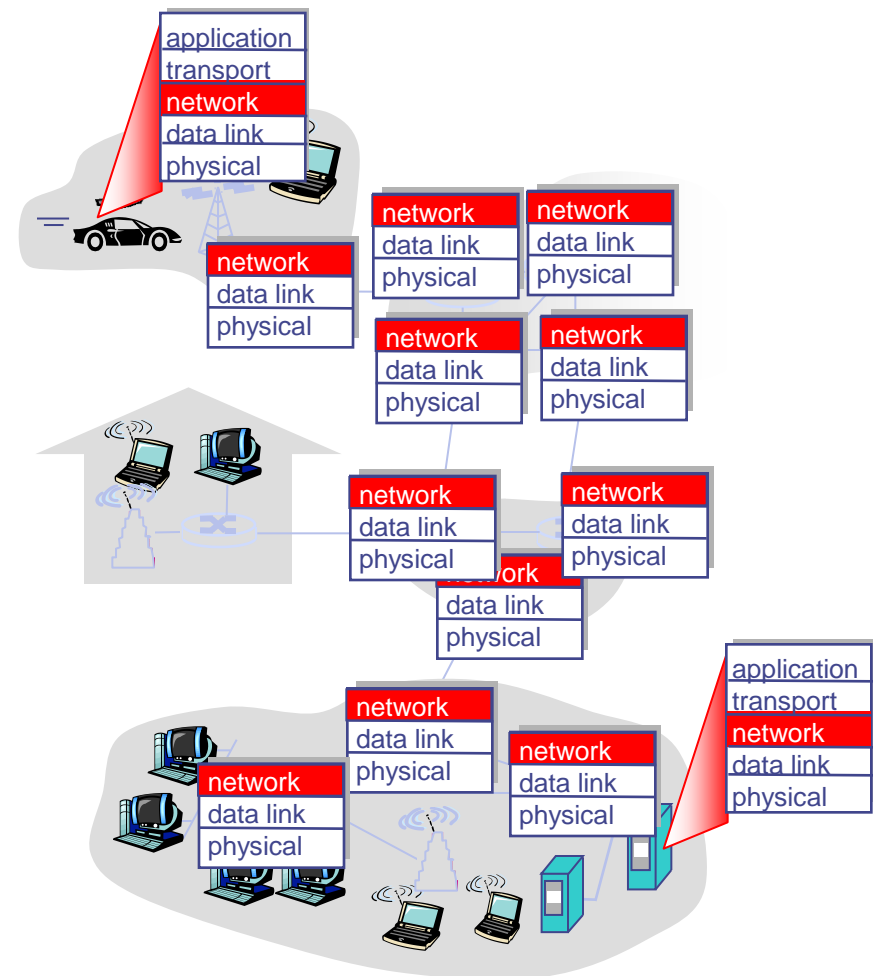 application
transport
network
data link
physical
network
data link
physical
network
data link
physical
network
data link
physical
network
data link
physical
network
data link
physical
network
data link
physical
network
data link
physical
network
data link
physical
application
transport
network
data link
physical
network
data link
physical
network
data link
physical
network
data link
physical